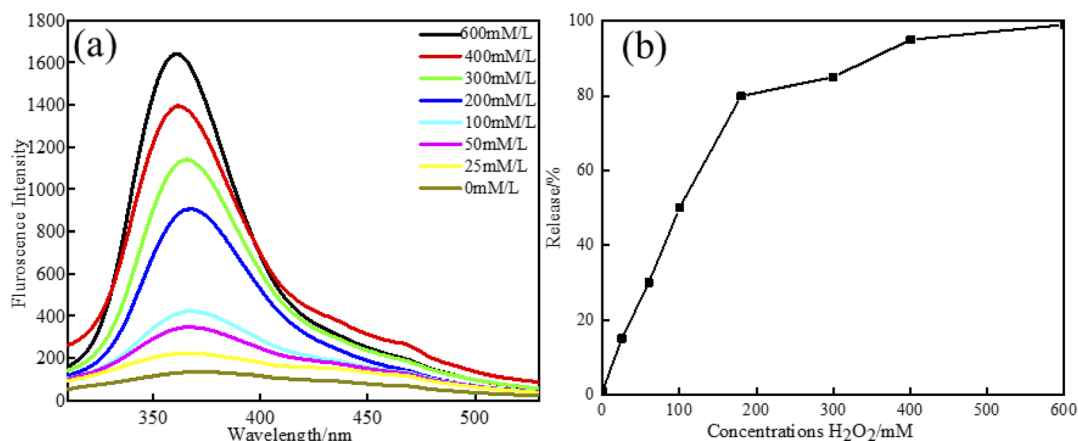 (a)
1800
1600
1400
1200
1000
800
600
400
200
0
Fluroscence Intensity
350
400
450
500
Wavelength/nm
600mM/L
400mM/L
300mM/L
200mM/L
100mM/L
50mM/L
25mM/L
0mM/L
(b)
100
80
60
40
20
0
Release/%
0
100
200
300
400
500
600
Concentrations H₂O₂/mM